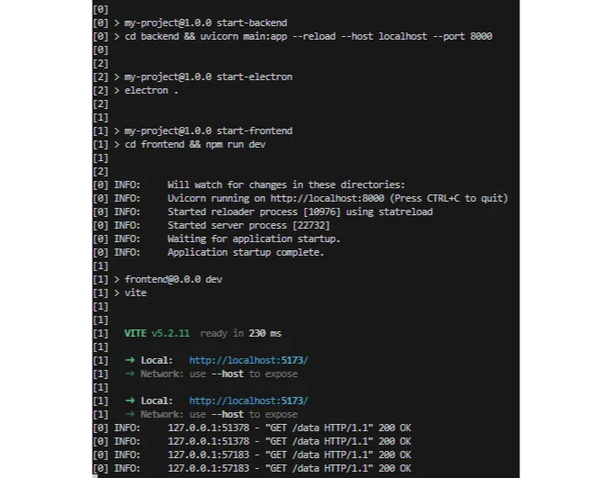 [0]
[0] > my-project@1.0.0 start-backend
[0] > cd backend && uvicorn main:app --reload --host localhost --port 8000
[0]
[2]
[2] > my-project@1.0.0 start-electron
[2] > electron .
[2]
[1]
[1] > my-project@1.0.0 start-frontend
[1] > cd frontend && npm run dev
[1]
[2]
[0] INFO: Will watch for changes in these directories:
[0] INFO: Uvicorn running on http://localhost:8000 (Press CTRL+C to quit)
[0] INFO: Started reloader process [10976] using statreload
[0] INFO: Started server process [22732]
[0] INFO: Waiting for application startup.
[0] INFO: Application startup complete.
[1]
[1] > frontend@0.0.0 dev
[1] > vite
[1]
[1]
[1] VITE v5.2.11 ready in 230 ms
[1]
[1] ➜ Local: http://localhost:5173/
[1] ➜ Network: use --host to expose
[1]
[1] ➜ Local: http://localhost:5173/
[1] ➜ Network: use --host to expose
[0] INFO: 127.0.0.1:51378 - "GET /data HTTP/1.1" 200 OK
[0] INFO: 127.0.0.1:51378 - "GET /data HTTP/1.1" 200 OK
[0] INFO: 127.0.0.1:57183 - "GET /data HTTP/1.1" 200 OK
[0] INFO: 127.0.0.1:57183 - "GET /data HTTP/1.1" 200 OK